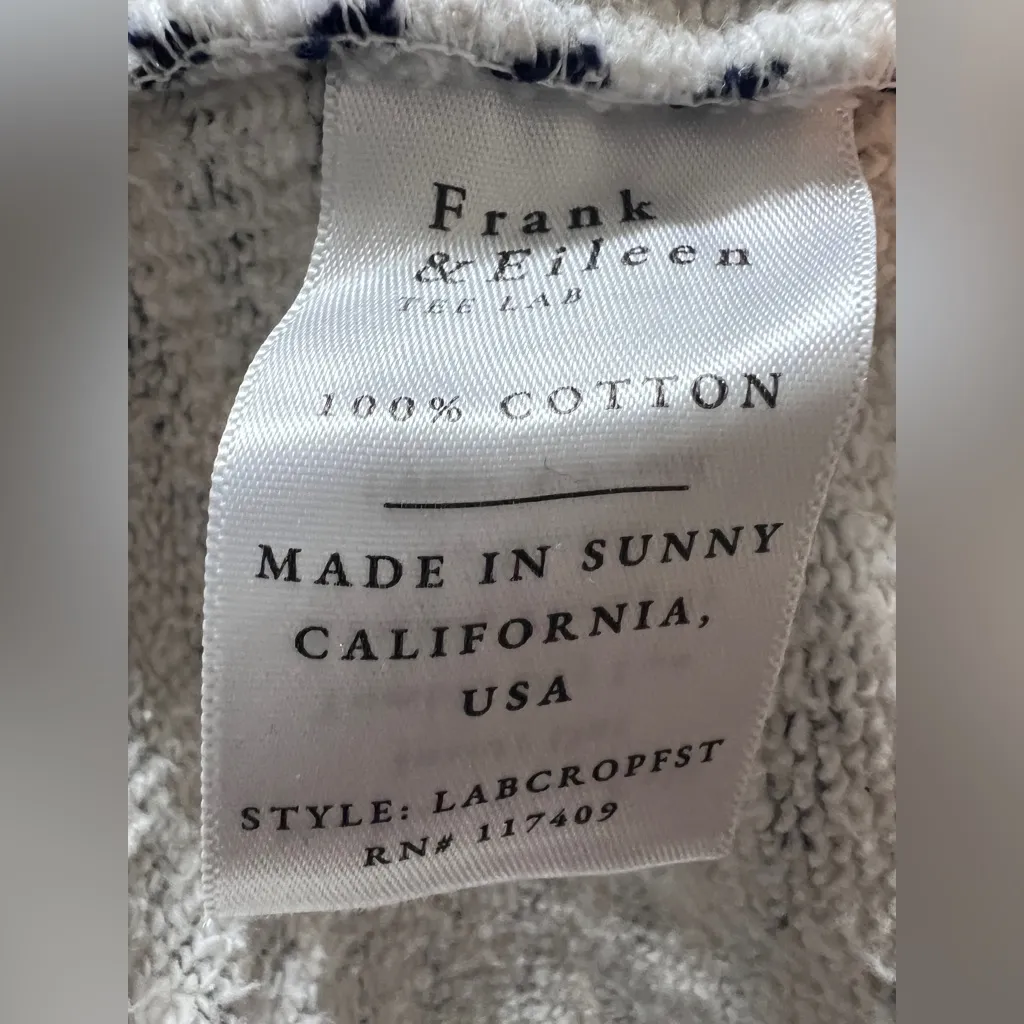 Frank
& Eileen
TEE LAB
100% COTTON
MADE IN SUNNY
CALIFORNIA,
USA
STYLE: LABCROPFST
RN# 117409